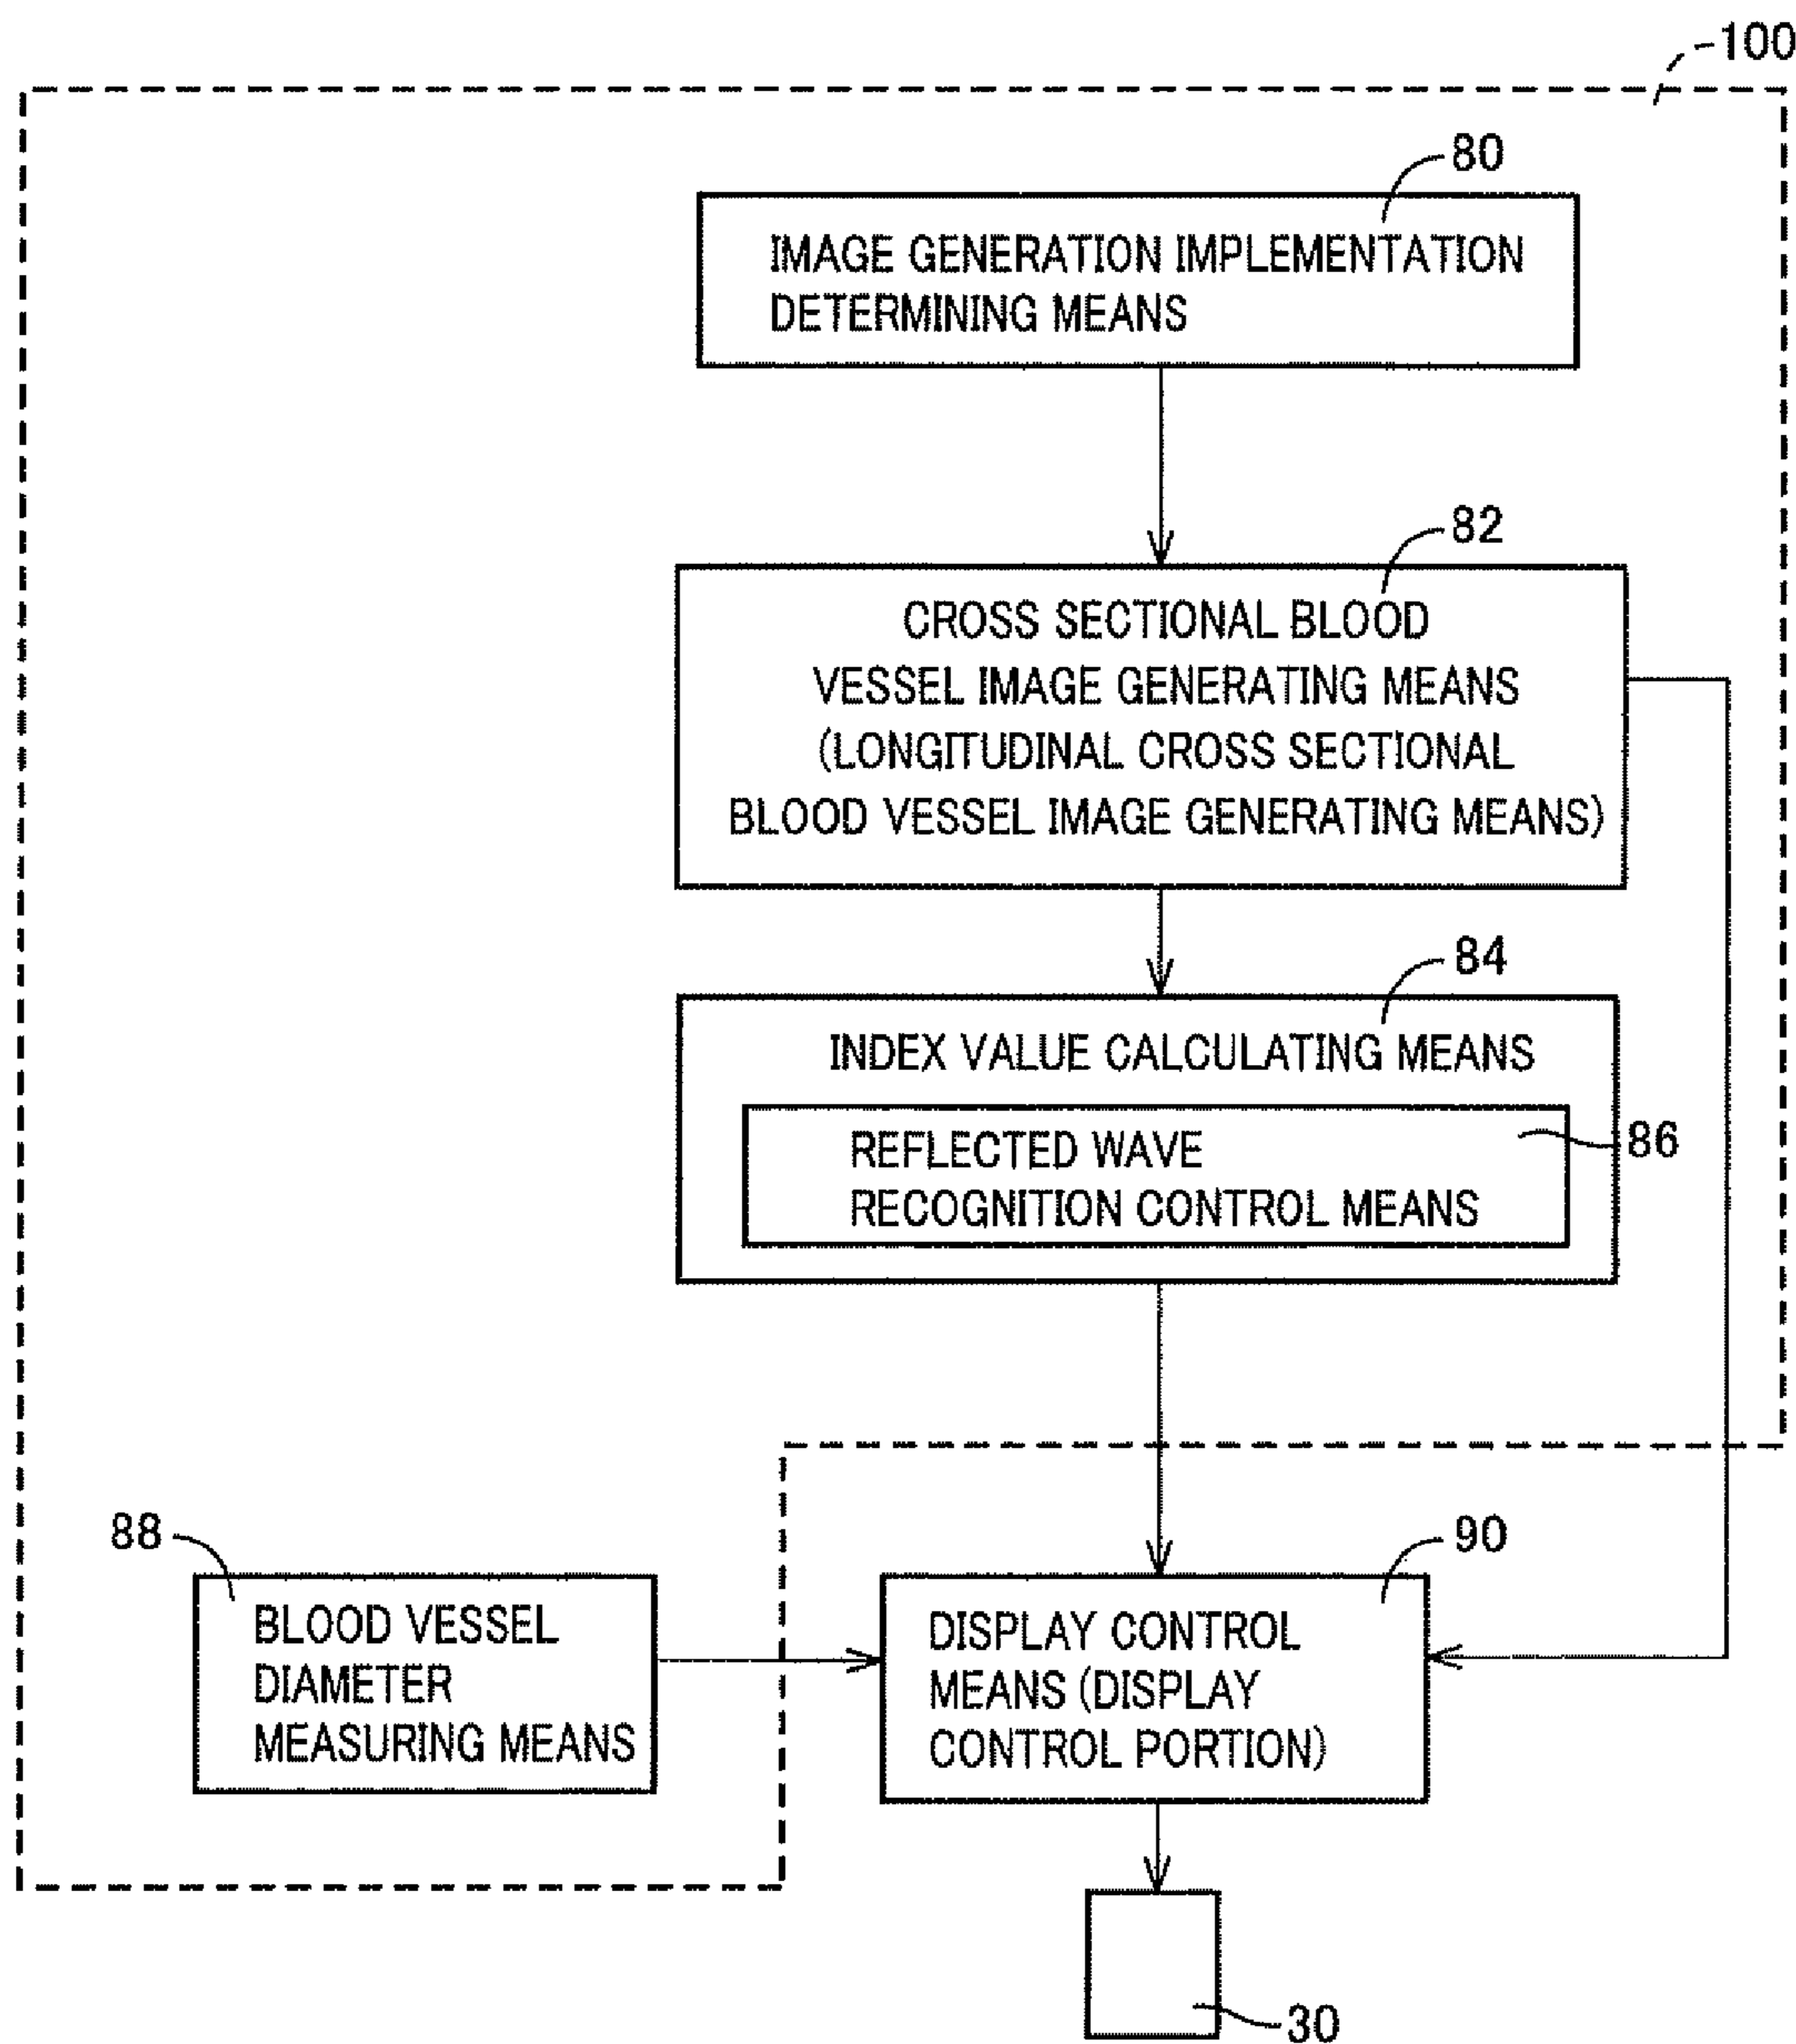 100
80
IMAGE GENERATION IMPLEMENTATION
DETERMINING MEANS
82
CROSS SECTIONAL BLOOD
VESSEL IMAGE GENERATING MEANS
(LONGITUDINAL CROSS SECTIONAL
BLOOD VESSEL IMAGE GENERATING MEANS)
84
INDEX VALUE CALCULATING MEANS
REFLECTED WAVE
RECOGNITION CONTROL MEANS
86
88
BLOOD VESSEL
DIAMETER
MEASURING MEANS
90
DISPLAY CONTROL
MEANS (DISPLAY
CONTROL PORTION)
30